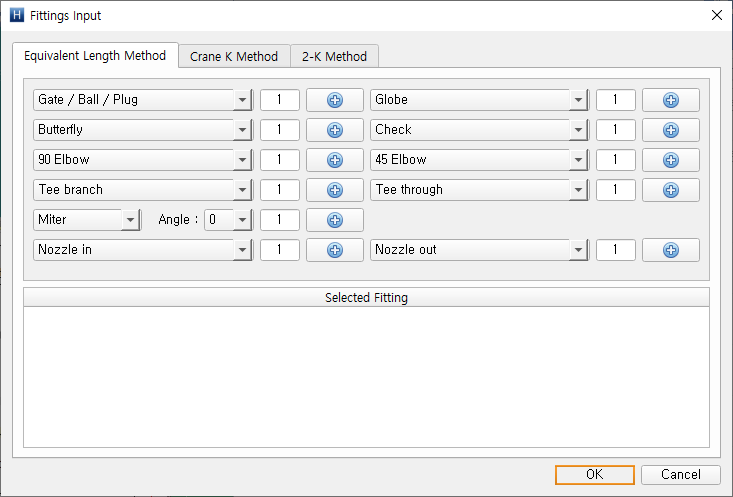 H Fittings Input
Equivalent Length Method Crane K Method 2-K Method
Gate / Ball / Plug 1 Globe 1
Butterfly 1 Check 1
90 Elbow 1 45 Elbow 1
Tee branch 1 Tee through 1
Miter Angle : 0 1
Nozzle in 1 Nozzle out 1
Selected Fitting
OK Cancel